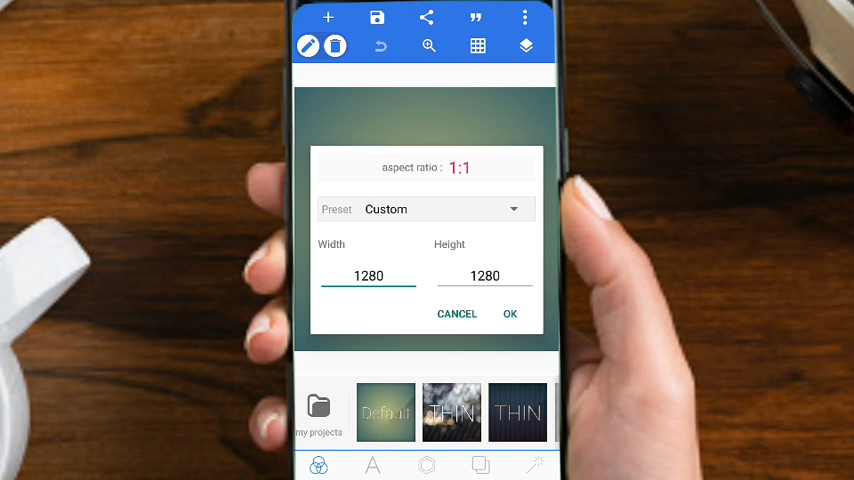 aspect ratio : 1:1
Preset Custom
Width Height
1280 1280
CANCEL OK
my projects Default THIN THIN
A